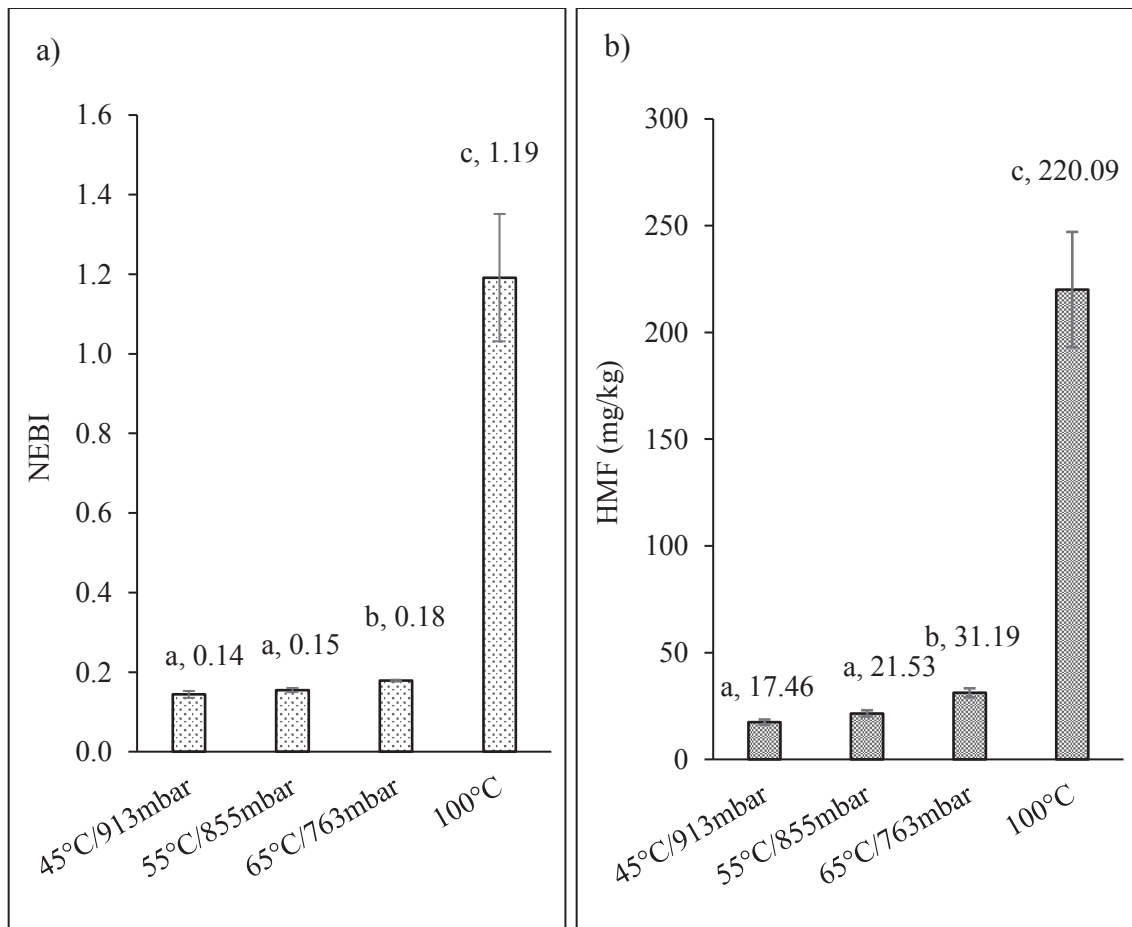 a)
NEBI
1.6
1.4
1.2
1.0
0.8
0.6
0.4
0.2
0.0
a, 0.14
a, 0.15
b, 0.18
c, 1.19
45°C/913mbar
55°C/855mbar
65°C/763mbar
100°C
b)
HMF (mg/kg)
300
250
200
150
100
50
0
a, 17.46
a, 21.53
b, 31.19
c, 220.09
45°C/913mbar
55°C/855mbar
65°C/763mbar
100°C